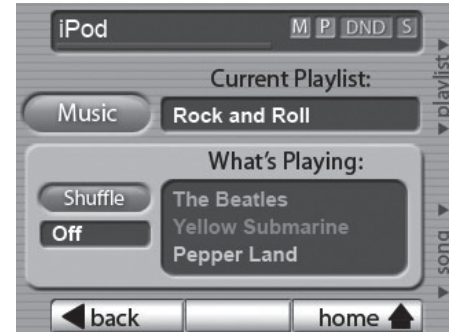 iPod M P DND S
Current Playlist:
Music Rock and Roll
playlist
What's Playing:
Shuffle The Beatles
Off Yellow Submarine
Pepper Land
song
back home